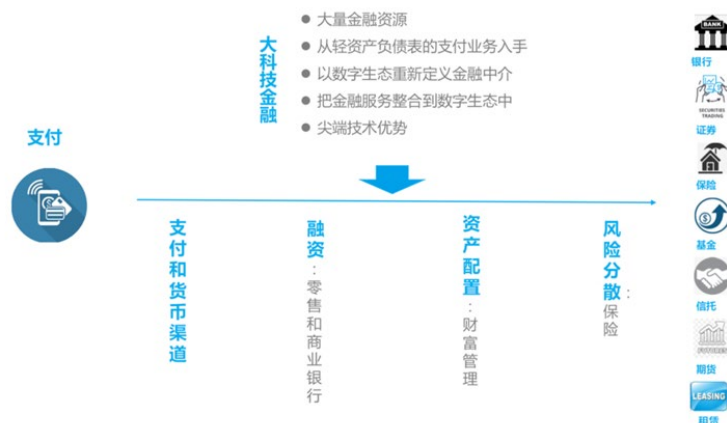 大科技金融
大量金融资源
从轻资产负债表的支付业务入手
以数字生态重新定义金融中介
把金融服务整合到数字生态中
尖端技术优势
支付
支付和货币渠道
融资：零售和商业银行
资产配置：财富管理
风险分散：保险
BANK
银行
SECURITIES
TRADING
证券
保险
基金
信托
FUTURES
期货
LEASING
租赁